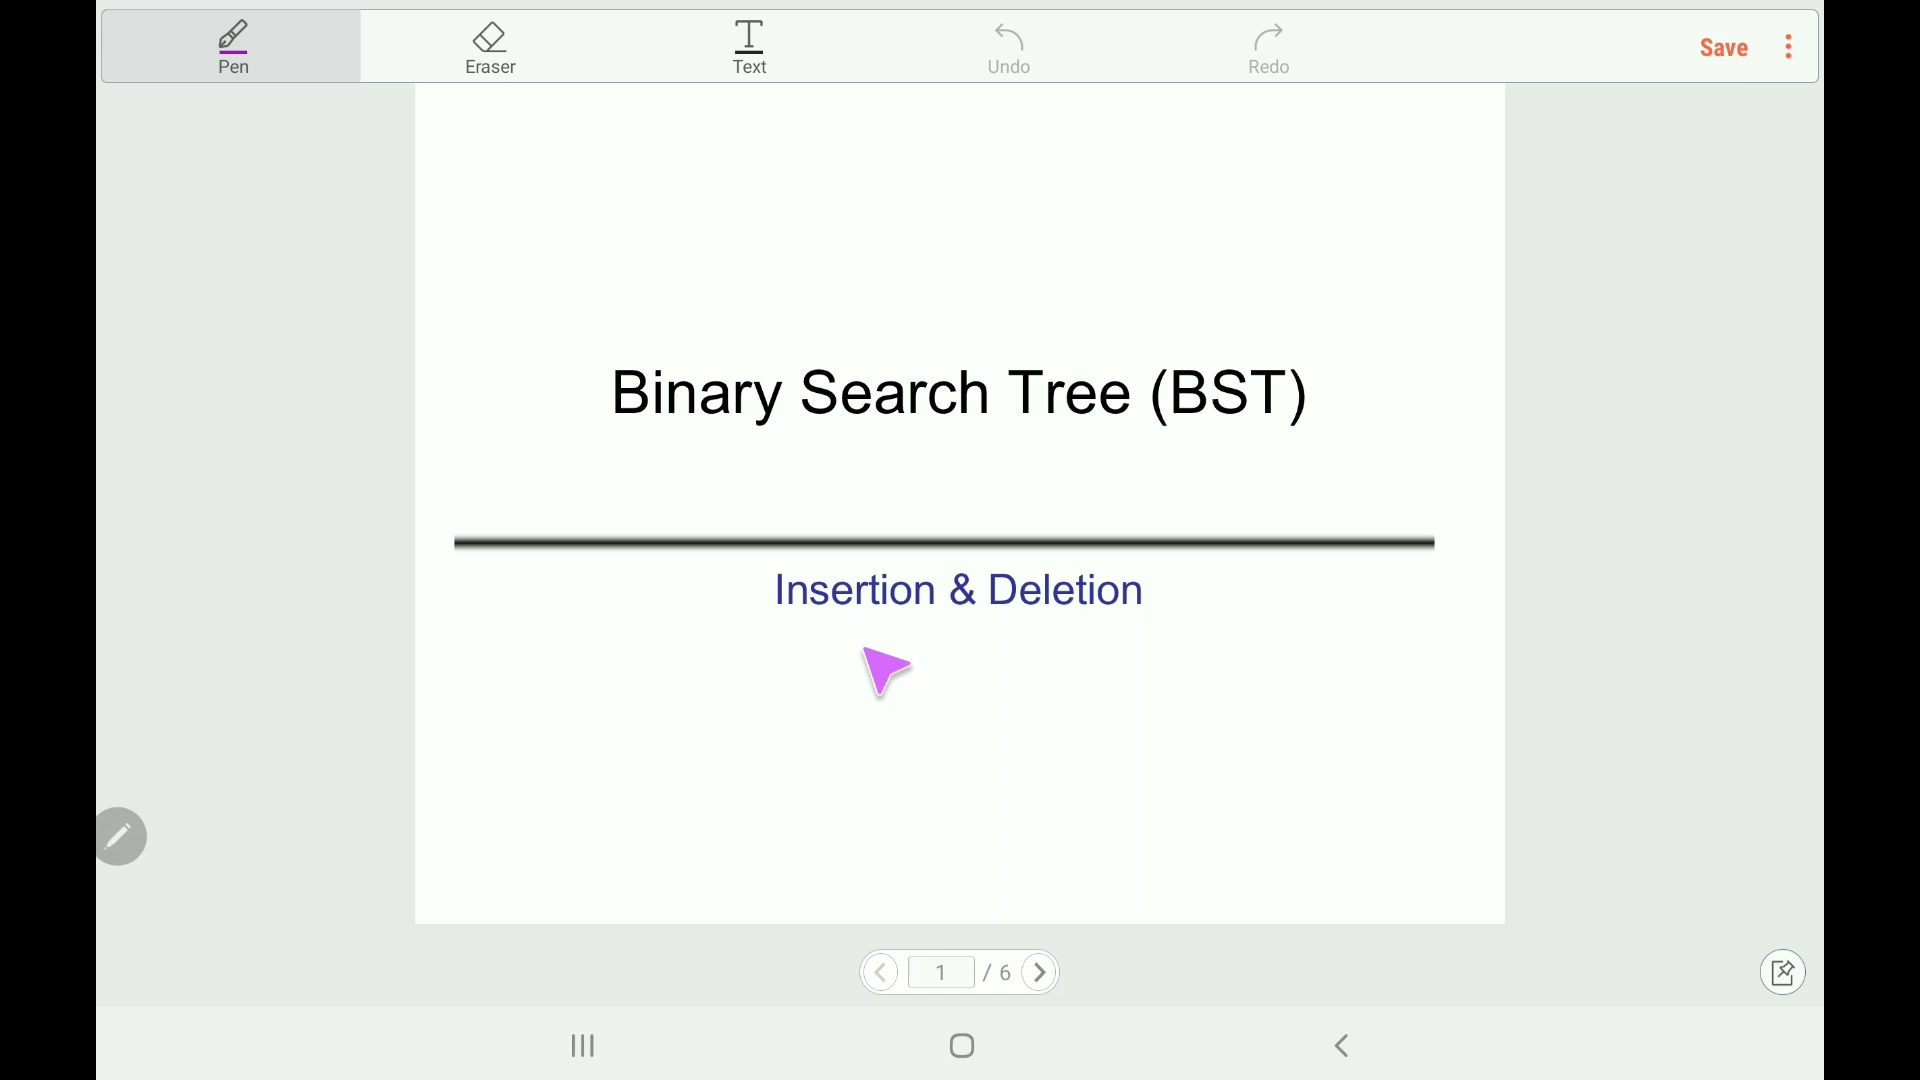 Pen
Eraser
Text
Undo
Redo
Save
Binary Search Tree (BST)
Insertion & Deletion
1 / 6